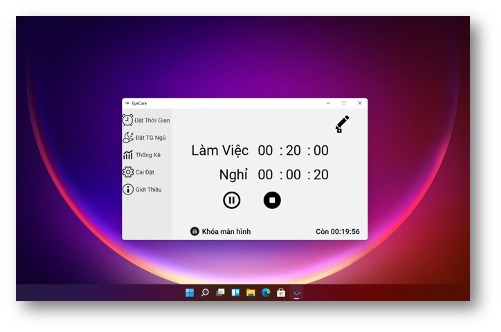 EyeCare
Đặt Thời Gian
Đặt TG Ngủ
Thống Kê
Cài Đặt
Giới Thiệu
Làm Việc 00 : 20 : 00
Nghỉ 00 : 00 : 20
Khóa màn hình
Còn 00:19:56